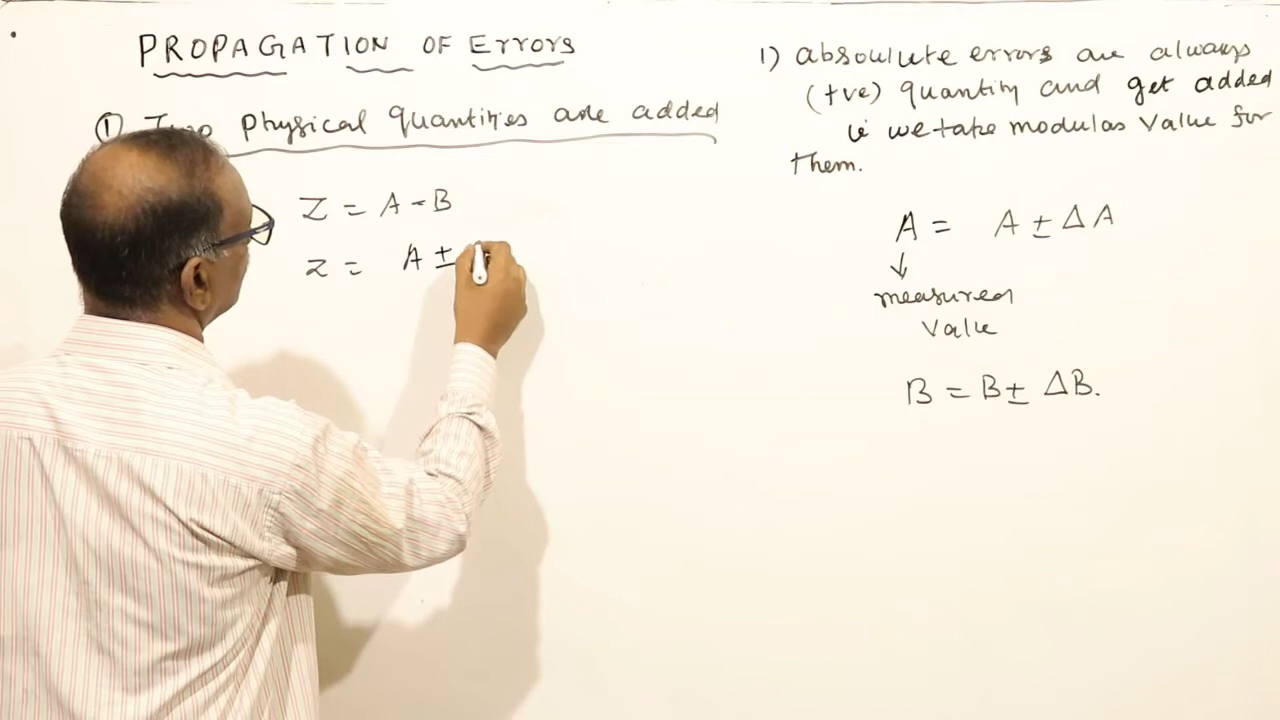 PROPAGATION OF Errors
① Two Physical Quantities are added
Z = A - B
Z = A ±
1) absoulute errors are always
(+ve) quantity and get added
ie we take modulas Value for
them.
A = A ± ΔA
↓
measured
Value
B = B ± ΔB.